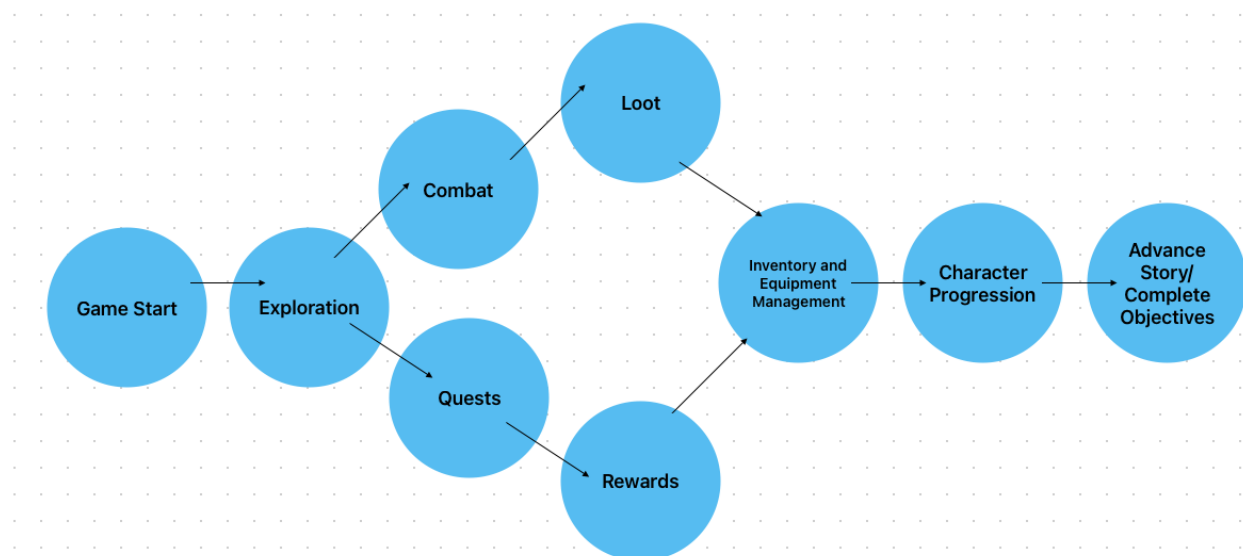 Game Start
Exploration
Combat
Loot
Quests
Rewards
Inventory and
Equipment
Management
Character
Progression
Advance
Story/
Complete
Objectives